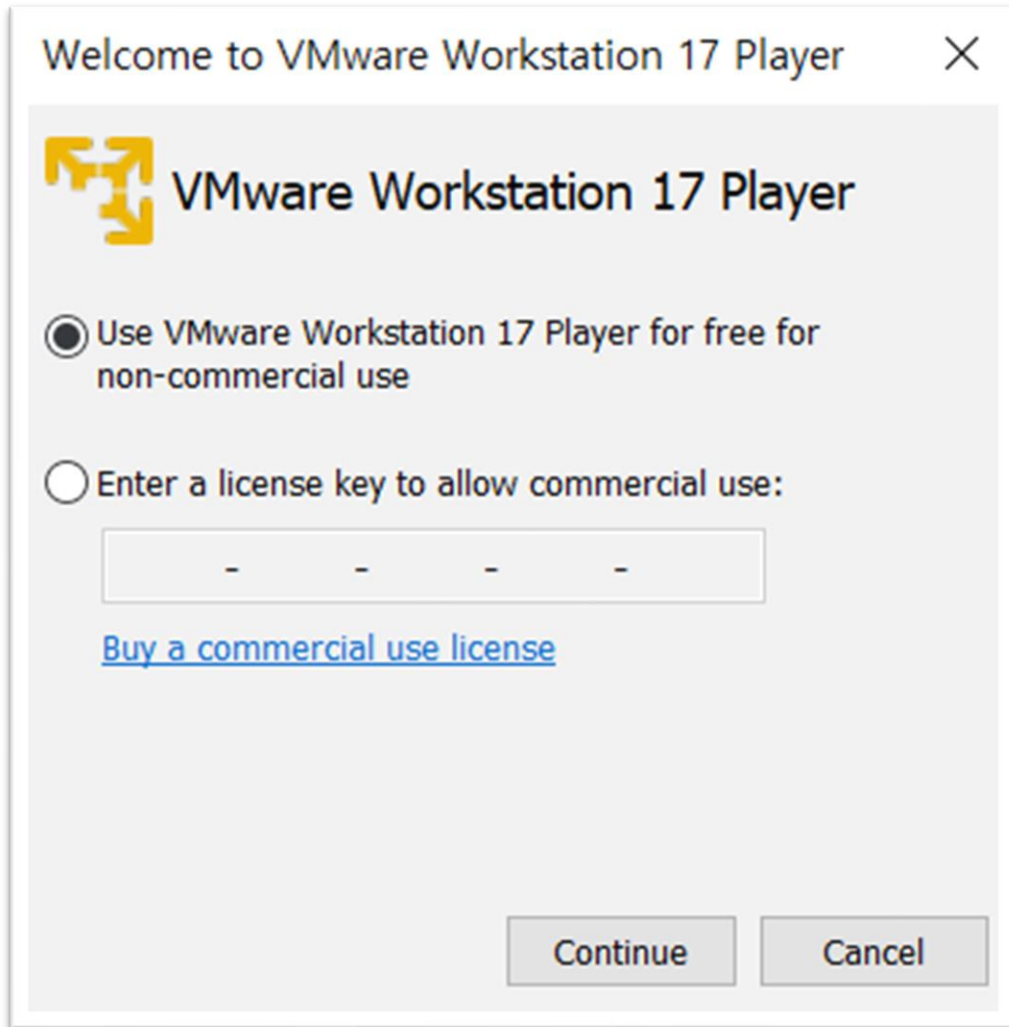 Welcome to VMware Workstation 17 Player
VMware Workstation 17 Player
Use VMware Workstation 17 Player for free for
non-commercial use
Enter a license key to allow commercial use:
- - - -
Buy a commercial use license
Continue Cancel